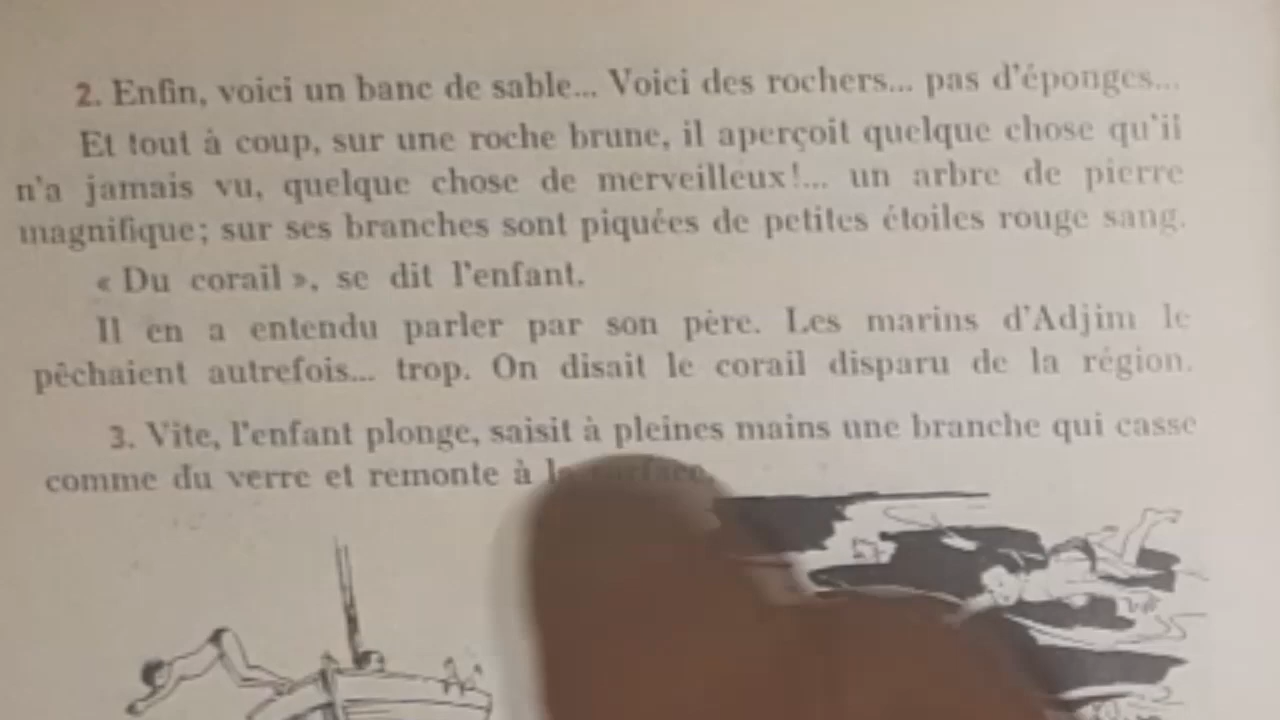 2. Enfin, voici un banc de sable... Voici des rochers... pas d'éponges...
Et tout à coup, sur une roche brune, il aperçoit quelque chose qu'il
n'a jamais vu, quelque chose de merveilleux!... un arbre de pierre
magnifique; sur ses branches sont piquées de petites étoiles rouge sang.
« Du corail », se dit l'enfant.
Il en a entendu parler par son père. Les marins d'Adjim le
pêchaient autrefois... trop. On disait le corail disparu de la région.
3. Vite, l'enfant plonge, saisit à pleines mains une branche qui casse
comme du verre et remonte à la surface.